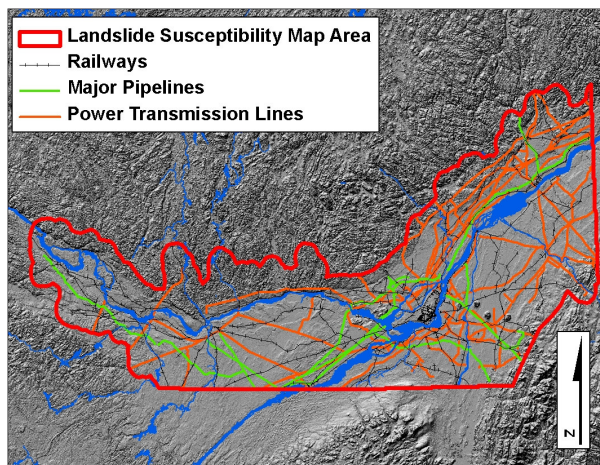 Landslide Susceptibility Map Area
Railways
Major Pipelines
Power Transmission Lines
N